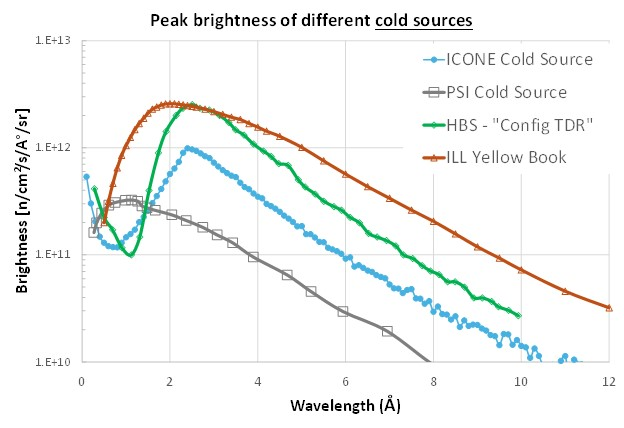 Peak brightness of different cold sources
1.E+13
1.E+12
1.E+11
1.E+10
Brightness [n/cm²/s/A°/sr]
ICONE Cold Source
PSI Cold Source
HBS - "Config TDR"
ILL Yellow Book
0 2 4 6 8 10 12
Wavelength (Å)